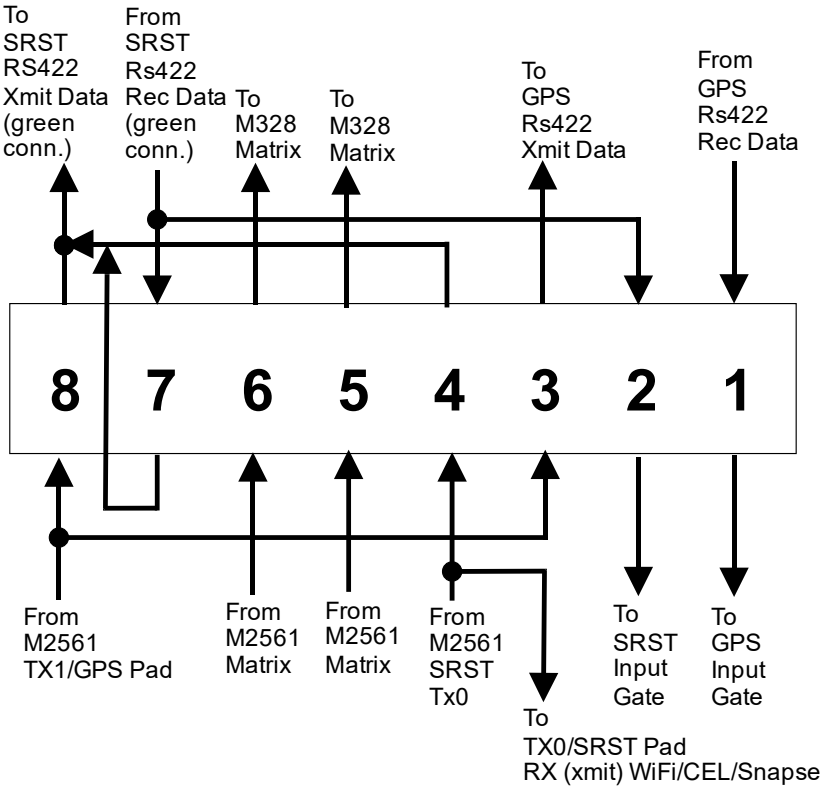 To
SRST
RS422
Xmit Data
(green
conn.)
From
SRST
Rs422
Rec Data
(green
conn.)
To
M328
Matrix
To
M328
Matrix
To
GPS
Rs422
Xmit Data
From
GPS
Rs422
Rec Data
8 7 6 5 4 3 2 1
From
M2561
TX1/GPS Pad
From
M2561
Matrix
From
M2561
Matrix
From
M2561
SRST
Tx0
To
TX0/SRST Pad
RX (xmit) WiFi/CEL/Snapse
To
SRST
Input
Gate
To
GPS
Input
Gate